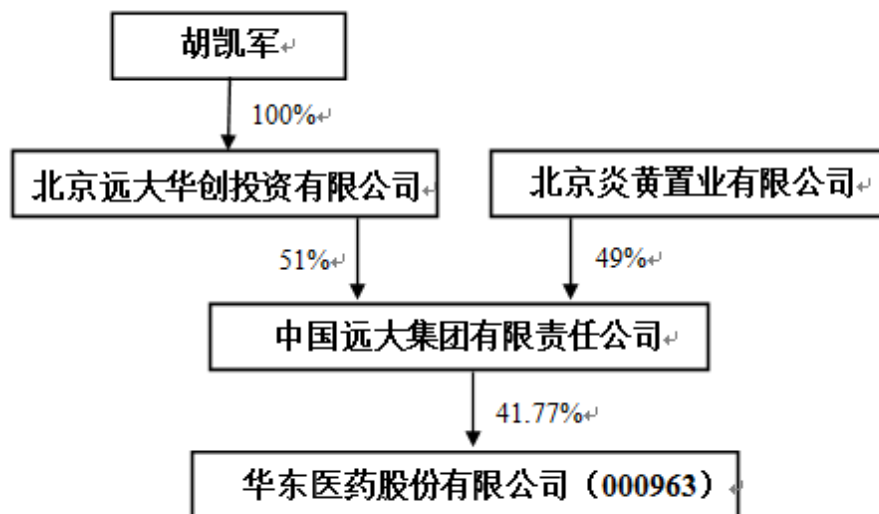 胡凯军
100%
北京远大华创投资有限公司
北京炎黄置业有限公司
51%
49%
中国远大集团有限责任公司
41.77%
华东医药股份有限公司（000963）